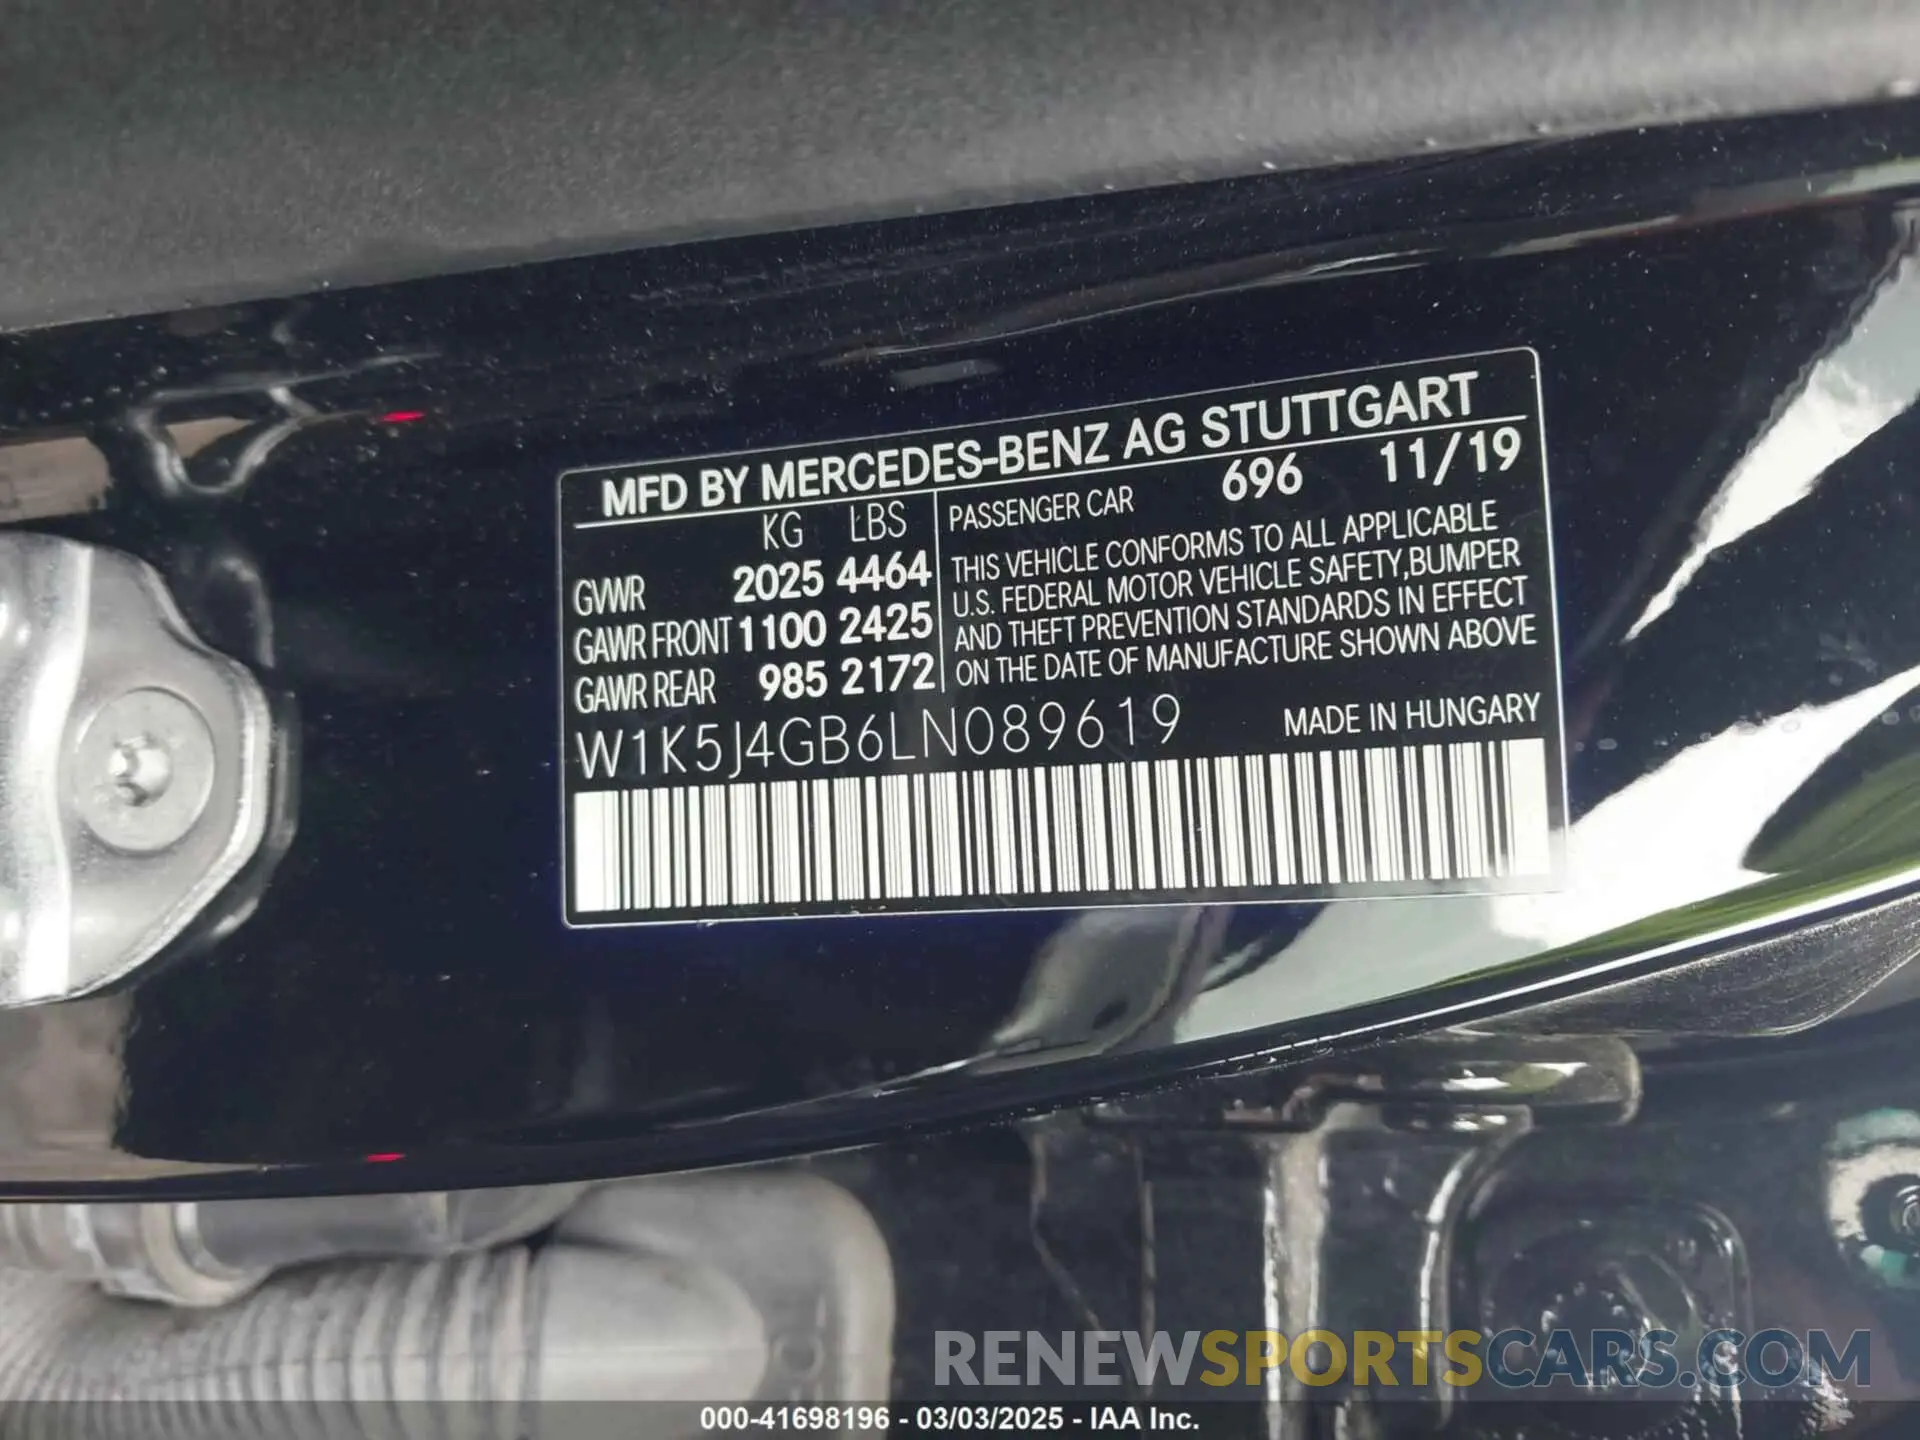 MFD BY MERCEDES-BENZ AG STUTTGART
KG LBS
GVWR 2025 4464
GAWR FRONT 1100 2425
GAWR REAR 985 2172
PASSENGER CAR 696 11/19
THIS VEHICLE CONFORMS TO ALL APPLICABLE
U.S. FEDERAL MOTOR VEHICLE SAFETY,BUMPER
AND THEFT PREVENTION STANDARDS IN EFFECT
ON THE DATE OF MANUFACTURE SHOWN ABOVE
W1K5J4GB6LN089619 MADE IN HUNGARY
RENEWSPORTSCARS.COM
000-41698196 - 03/03/2025 - IAA Inc.